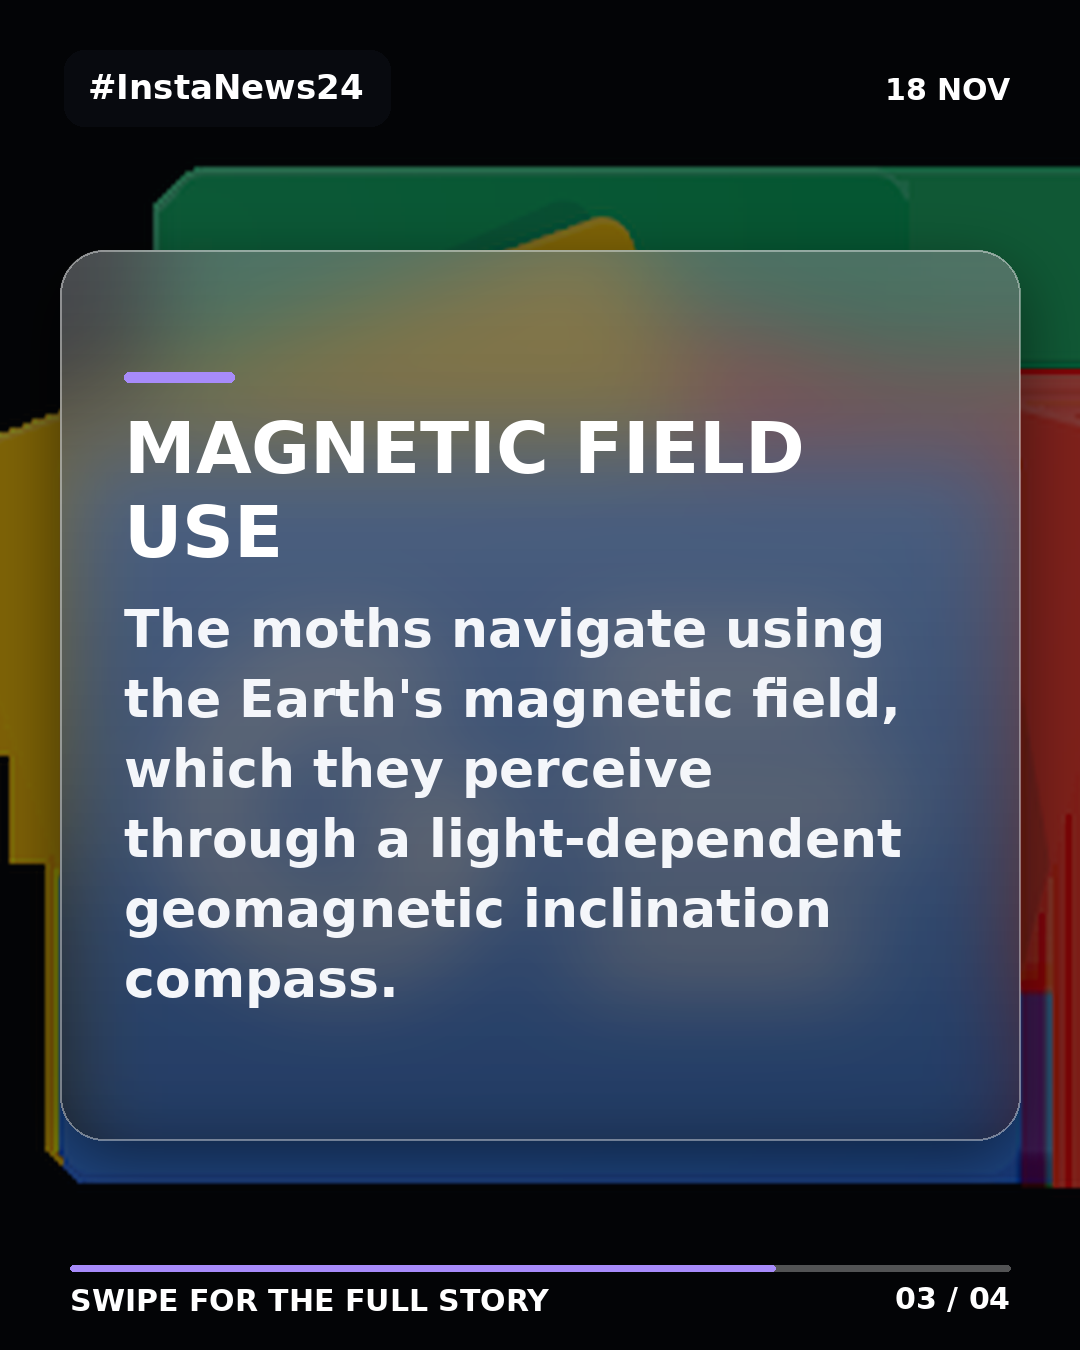 #InstaNews24
18 NOV
MAGNETIC FIELD
USE
The moths navigate using
the Earth's magnetic field,
which they perceive
through a light-dependent
geomagnetic inclination
compass.
SWIPE FOR THE FULL STORY
03 / 04